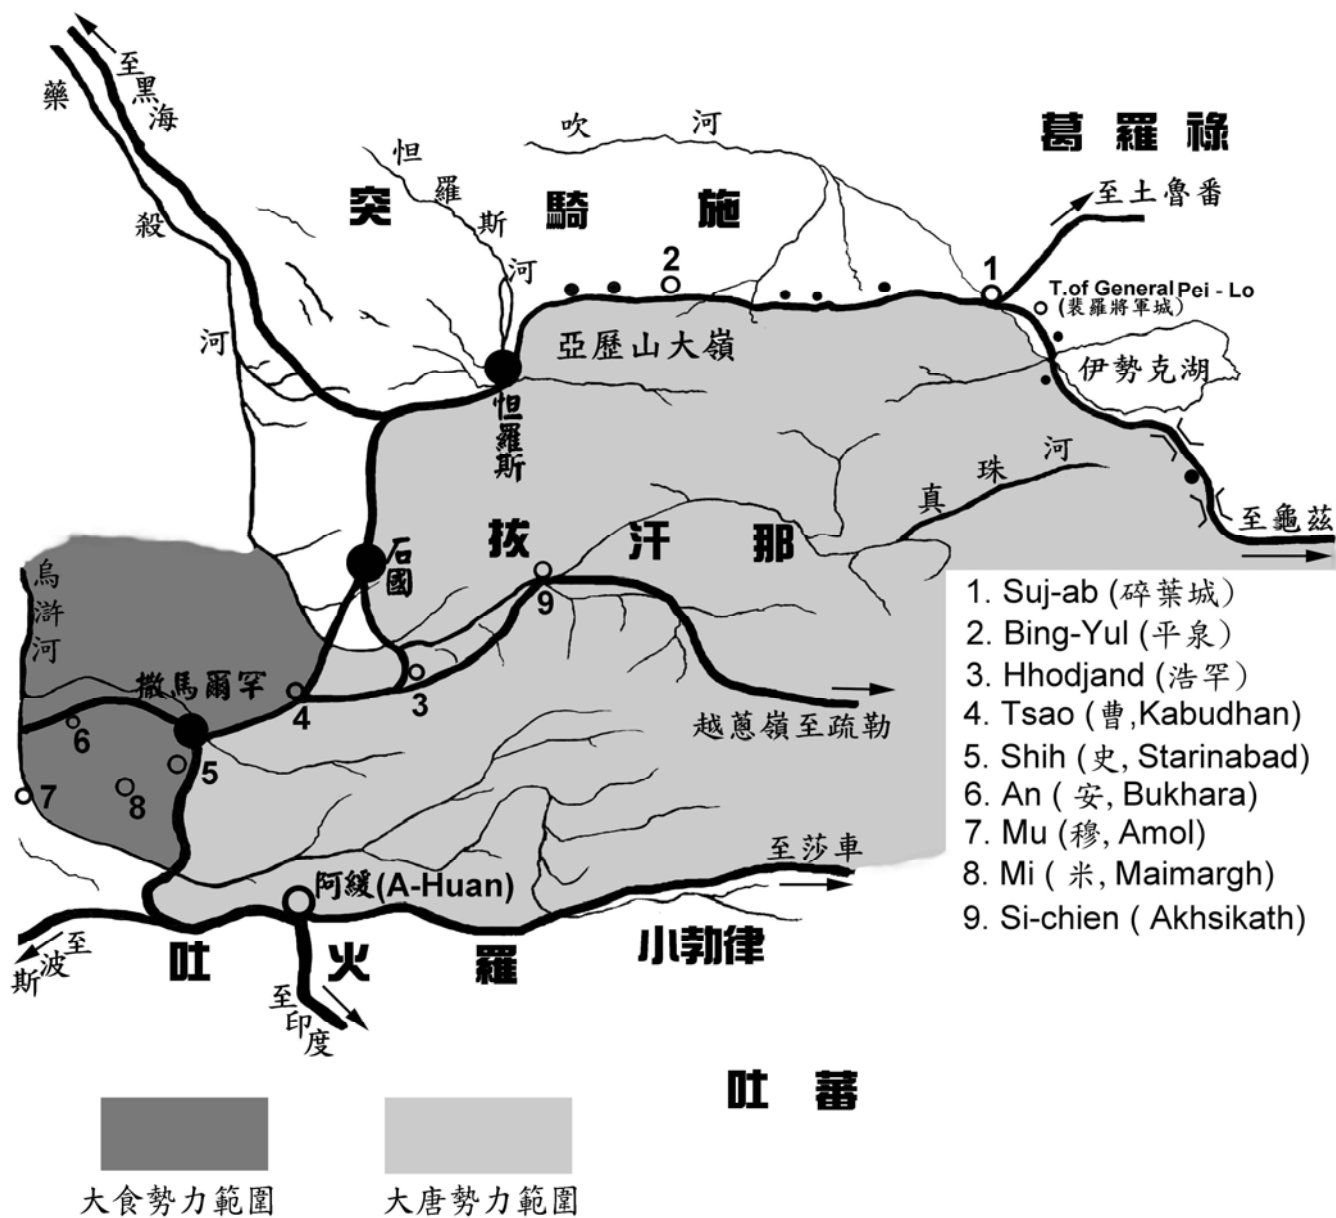 至黑海
藥殺河
怛羅斯河
吹河
葛羅祿
突騎施
至土魯番
2
1
T.of General Pei - Lo
(裴羅將軍城)
亞歷山大嶺
伊勢克湖
怛羅斯
真珠河
至龜茲
拔汗那
石國
9
烏滸河
撒馬爾罕
3
4
越蔥嶺至疏勒
6
5
7
8
1. Suj-ab (碎葉城)
2. Bing-Yul (平泉)
3. Hhodjand (浩罕)
4. Tsao (曹,Kabudhan)
5. Shih (史, Starinabad)
6. An ( 安, Bukhara)
7. Mu (穆, Amol)
8. Mi ( 米, Maimargh)
9. Si-chien ( Akhsikath)
至莎車
阿緩(A-Huan)
至波斯
吐火羅
小勃律
至印度
吐蕃
大食勢力範圍
大唐勢力範圍